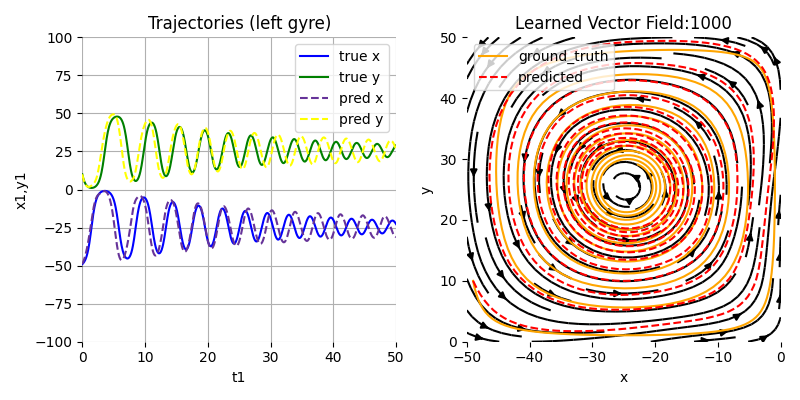 Trajectories (left gyre)
x1,y1
100
75
50
25
0
−25
−50
−75
−100
true x
true y
pred x
pred y
0
10
20
30
40
50
t1
Learned Vector Field:1000
y
50
40
30
20
10
0
ground_truth
predicted
−50
−40
−30
−20
−10
0
x